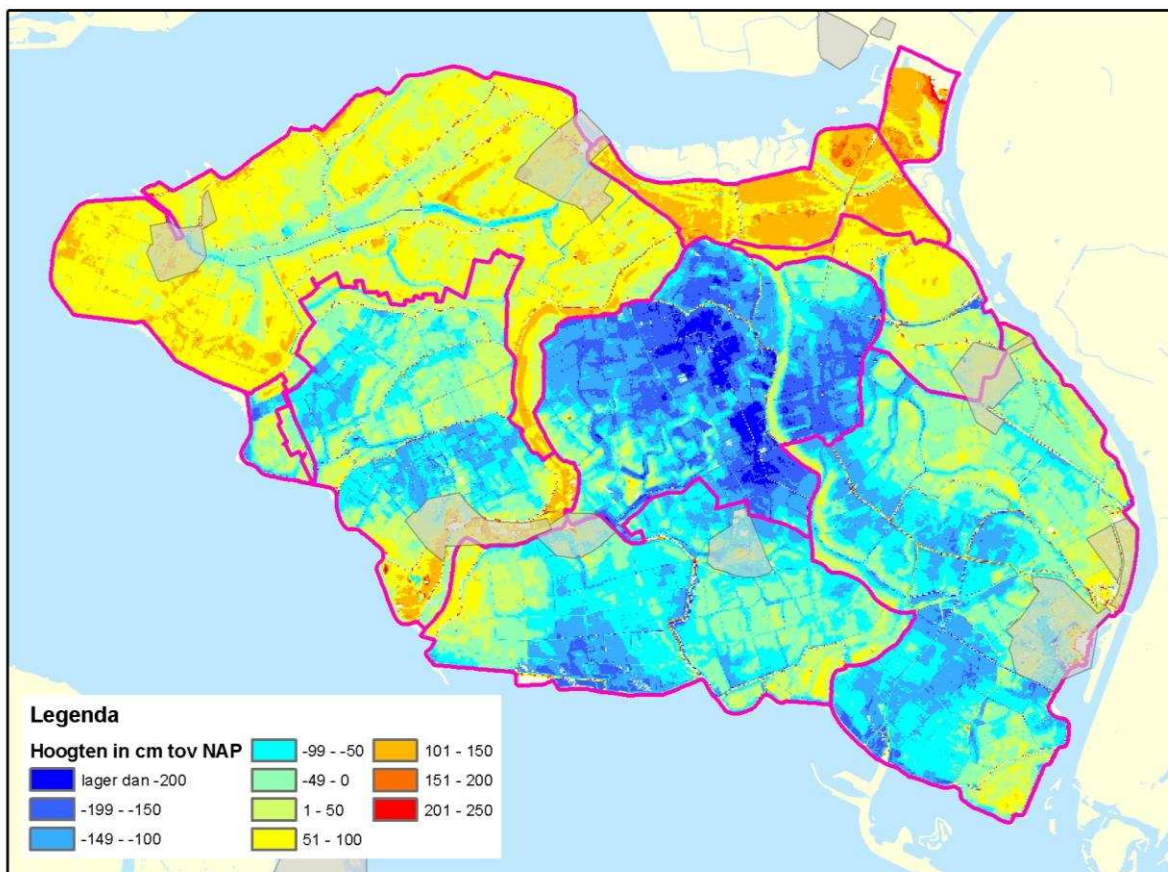 Legenda
Hoogten in cm tov NAP
lager dan -200
-199 - -150
-149 - -100
-99 - -50
-49 - 0
1 - 50
51 - 100
101 - 150
151 - 200
201 - 250